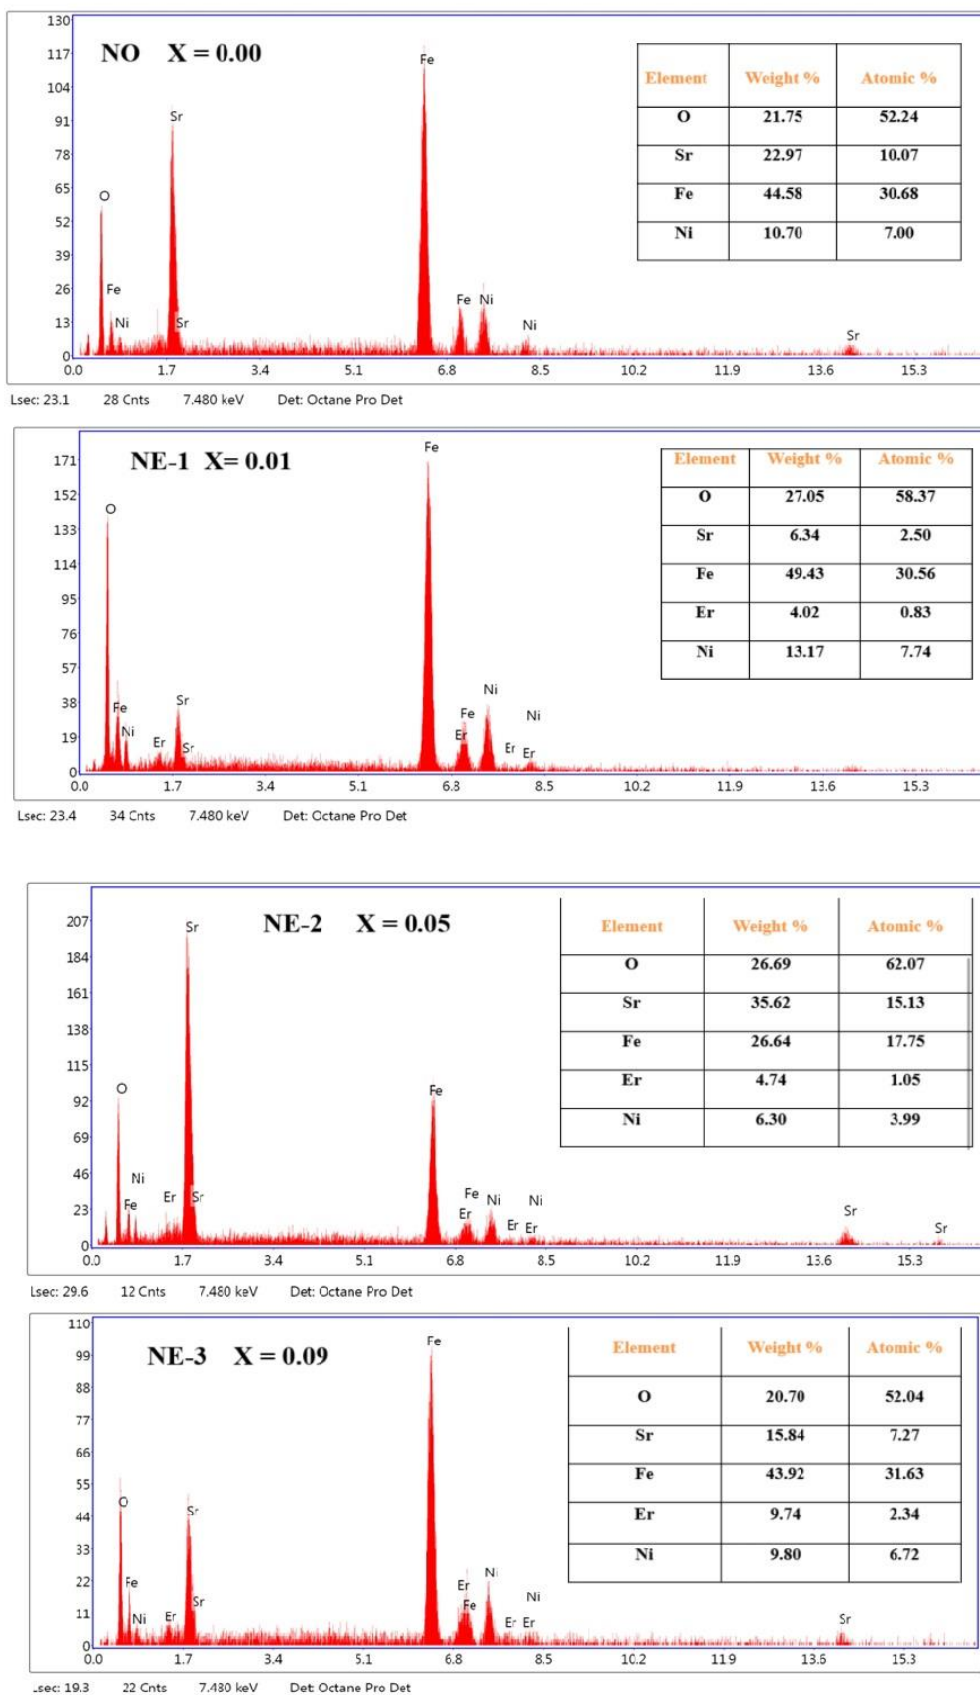 NO X = 0.00
130
117
104
91
78
65
52
39
26
13
0
O
Fe
Ni
Sr
Sr
Fe
Fe
Ni
Ni
Sr
0.0 1.7 3.4 5.1 6.8 8.5 10.2 11.9 13.6 15.3
Element Weight % Atomic %
O 21.75 52.24
Sr 22.97 10.07
Fe 44.58 30.68
Ni 10.70 7.00
Lsec: 23.1 28 Cnts 7.480 keV Det: Octane Pro Det
NE-1 X= 0.01
171
152
133
114
95
76
57
38
19
0
O
Fe
Ni
Er
Sr
Sr
Fe
Fe
Er
Ni
Er
Er
Ni
0.0 1.7 3.4 5.1 6.8 8.5 10.2 11.9 13.6 15.3
Element Weight % Atomic %
O 27.05 58.37
Sr 6.34 2.50
Fe 49.43 30.56
Er 4.02 0.83
Ni 13.17 7.74
Lsec: 23.4 34 Cnts 7.480 keV Det: Octane Pro Det
NE-2 X = 0.05
207
184
161
138
115
92
69
46
23
0
O
Fe
Ni
Er
Sr
Sr
Fe
Fe
Er
Ni
Er
Er
Ni
Sr
Sr
0.0 1.7 3.4 5.1 6.8 8.5 10.2 11.9 13.6 15.3
Element Weight % Atomic %
O 26.69 62.07
Sr 35.62 15.13
Fe 26.64 17.75
Er 4.74 1.05
Ni 6.30 3.99
Lsec: 29.6 12 Cnts 7.480 keV Det: Octane Pro Det
NE-3 X = 0.09
110
99
88
77
66
55
44
33
22
11
0
O
Fe
Ni
Er
Sr
Sr
Fe
Er
Fe
Ni
Er
Er
Ni
Sr
0.0 1.7 3.4 5.1 6.8 8.5 10.2 11.9 13.6 15.3
Element Weight % Atomic %
O 20.70 52.04
Sr 15.84 7.27
Fe 43.92 31.63
Er 9.74 2.34
Ni 9.80 6.72
Lsec: 19.3 22 Cnts 7.480 keV Det: Octane Pro Det